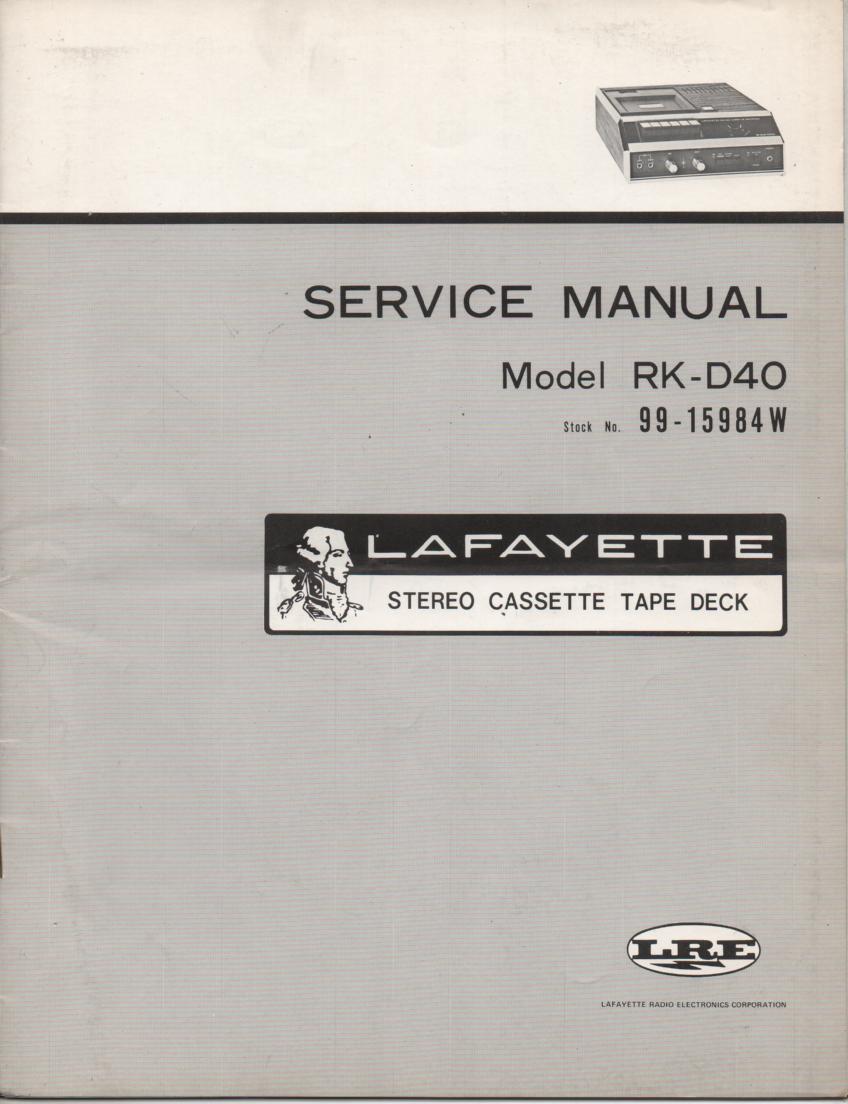 SERVICE MANUAL
Model RK-D40
Stock No. 99-15984W
LAFAYETTE
STEREO CASSETTE TAPE DECK
LRE
LAFAYETTE RADIO ELECTRONICS CORPORATION